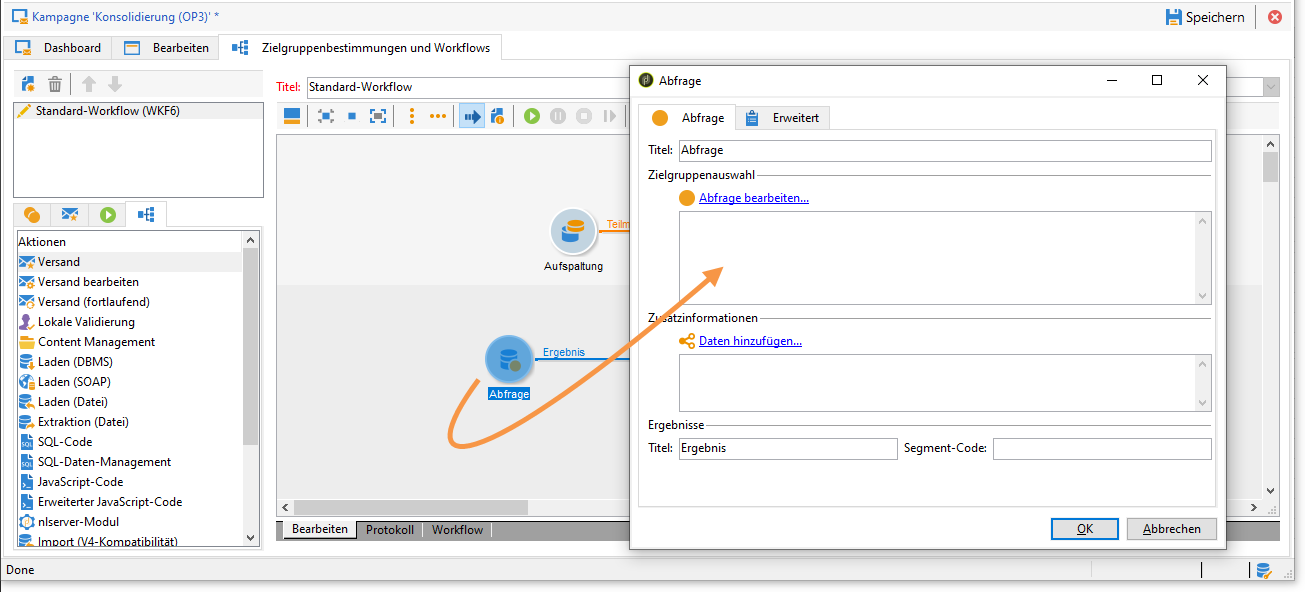 Kampagne 'Konsolidierung (OP3)' *
Speichern
Dashboard
Bearbeiten
Zielgruppenbestimmungen und Workflows
Standard-Workflow (WKF6)
Aktionen
Versand
Versand bearbeiten
Versand (fortlaufend)
Lokale Validierung
Content Management
Laden (DBMS)
Laden (SOAP)
Laden (Datei)
Extraktion (Datei)
SQL-Code
SQL-Daten-Management
JavaScript-Code
Erweiterter JavaScript-Code
nlserver-Modul
Import (V4-Kompatibilität)
Titel: Standard-Workflow
Teilm
Aufspaltung
Ergebnis
Abfrage
Bearbeiten
Protokoll
Workflow
Abfrage
Abfrage
Erweitert
Titel: Abfrage
Zielgruppenauswahl
Abfrage bearbeiten...
Zusatzinformationen
Daten hinzufügen...
Ergebnisse
Titel: Ergebnis
Segment-Code:
OK
Abbrechen
Done